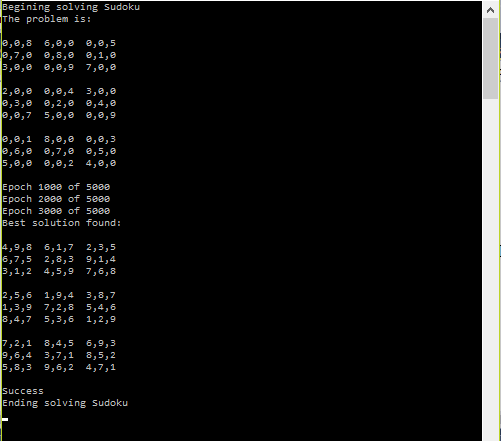 Begining solving Sudoku
The problem is:
0,0,8  6,0,0  0,0,5
0,7,0  0,8,0  0,1,0
3,0,0  0,0,9  7,0,0
2,0,0  0,0,4  3,0,0
0,3,0  0,2,0  0,4,0
0,0,7  5,0,0  0,0,9
0,0,1  8,0,0  0,0,3
0,6,0  0,7,0  0,5,0
5,0,0  0,0,2  4,0,0
Epoch 1000 of 5000
Epoch 2000 of 5000
Epoch 3000 of 5000
Best solution found:
4,9,8  6,1,7  2,3,5
6,7,5  2,8,3  9,1,4
3,1,2  4,5,9  7,6,8
2,5,6  1,9,4  3,8,7
1,3,9  7,2,8  5,4,6
8,4,7  5,3,6  1,2,9
7,2,1  8,4,5  6,9,3
9,6,4  3,7,1  8,5,2
5,8,3  9,6,2  4,7,1
Success
Ending solving Sudoku